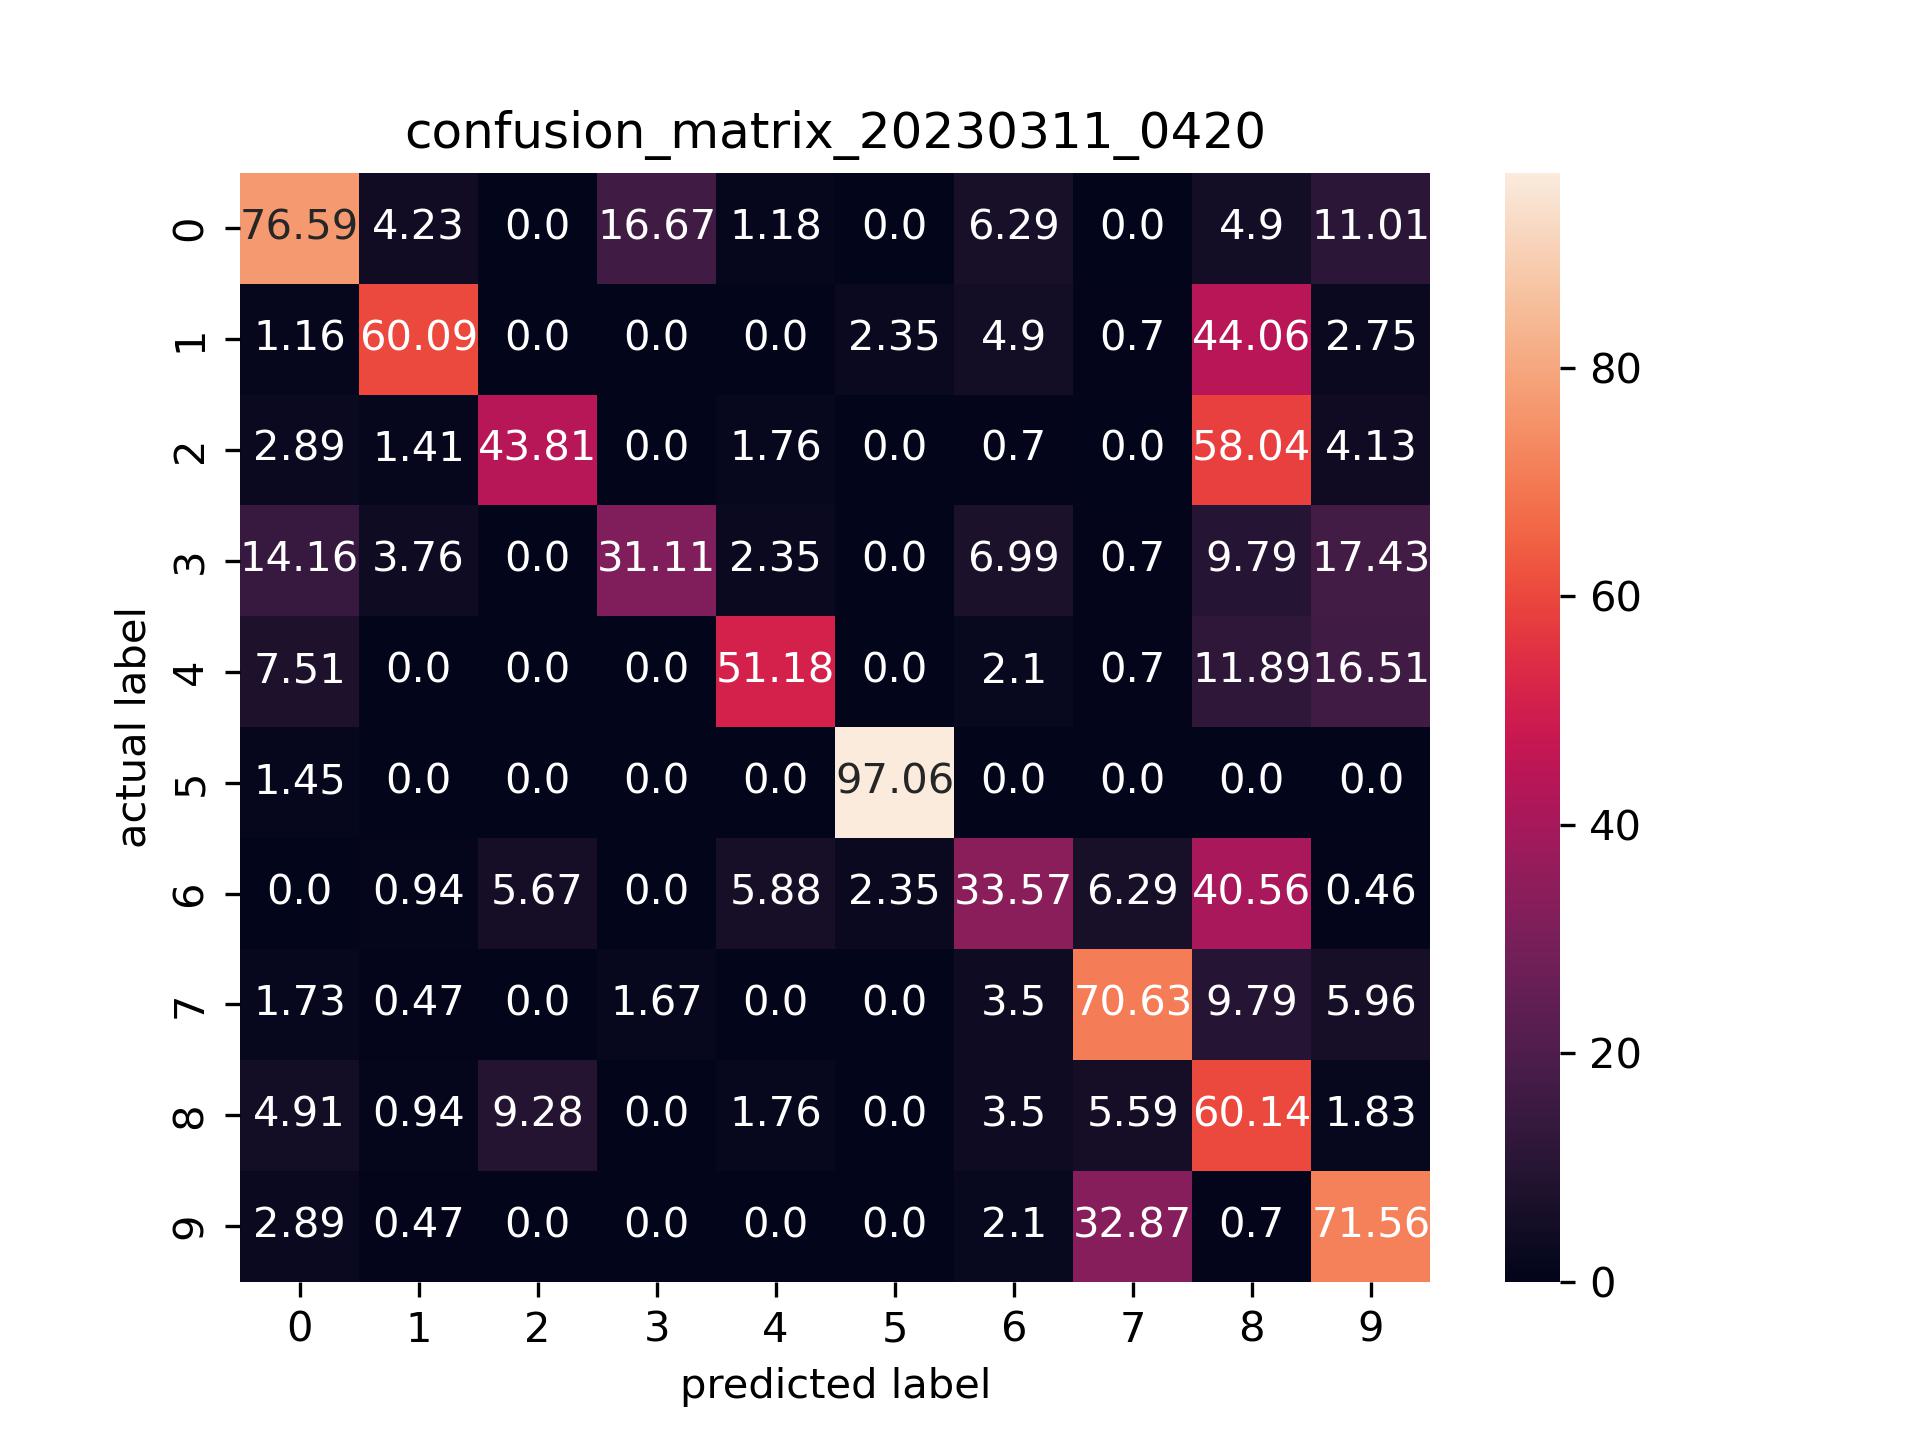 confusion_matrix_20230311_0420
0 76.59 4.23 0.0 16.67 1.18 0.0 6.29 0.0 4.9 11.01
1 1.16 60.09 0.0 0.0 0.0 2.35 4.9 0.7 44.06 2.75
2 2.89 1.41 43.81 0.0 1.76 0.0 0.7 0.0 58.04 4.13
3 14.16 3.76 0.0 31.11 2.35 0.0 6.99 0.7 9.79 17.43
4 7.51 0.0 0.0 0.0 51.18 0.0 2.1 0.7 11.89 16.51
5 1.45 0.0 0.0 0.0 0.0 97.06 0.0 0.0 0.0 0.0
6 0.0 0.94 5.67 0.0 5.88 2.35 33.57 6.29 40.56 0.46
7 1.73 0.47 0.0 1.67 0.0 0.0 3.5 70.63 9.79 5.96
8 4.91 0.94 9.28 0.0 1.76 0.0 3.5 5.59 60.14 1.83
9 2.89 0.47 0.0 0.0 0.0 0.0 2.1 32.87 0.7 71.56
0 1 2 3 4 5 6 7 8 9
predicted label
actual label
80
60
40
20
0